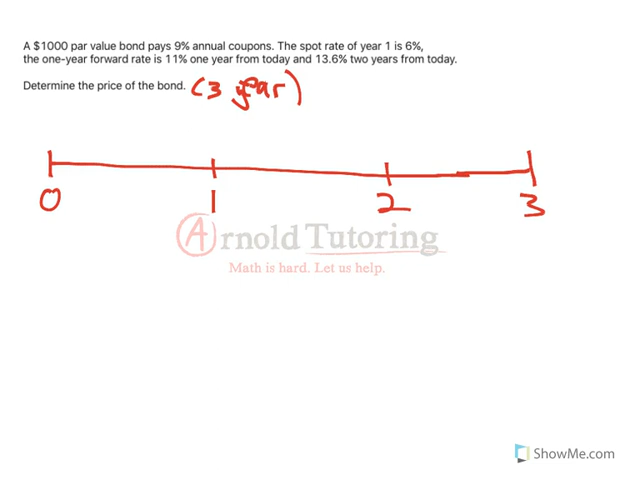 A $1000 par value bond pays 9% annual coupons. The spot rate of year 1 is 6%,
the one-year forward rate is 11% one year from today and 13.6% two years from today.
Determine the price of the bond. (3 year)
0 1 2 3
Arnold Tutoring
Math is hard. Let us help.
ShowMe.com